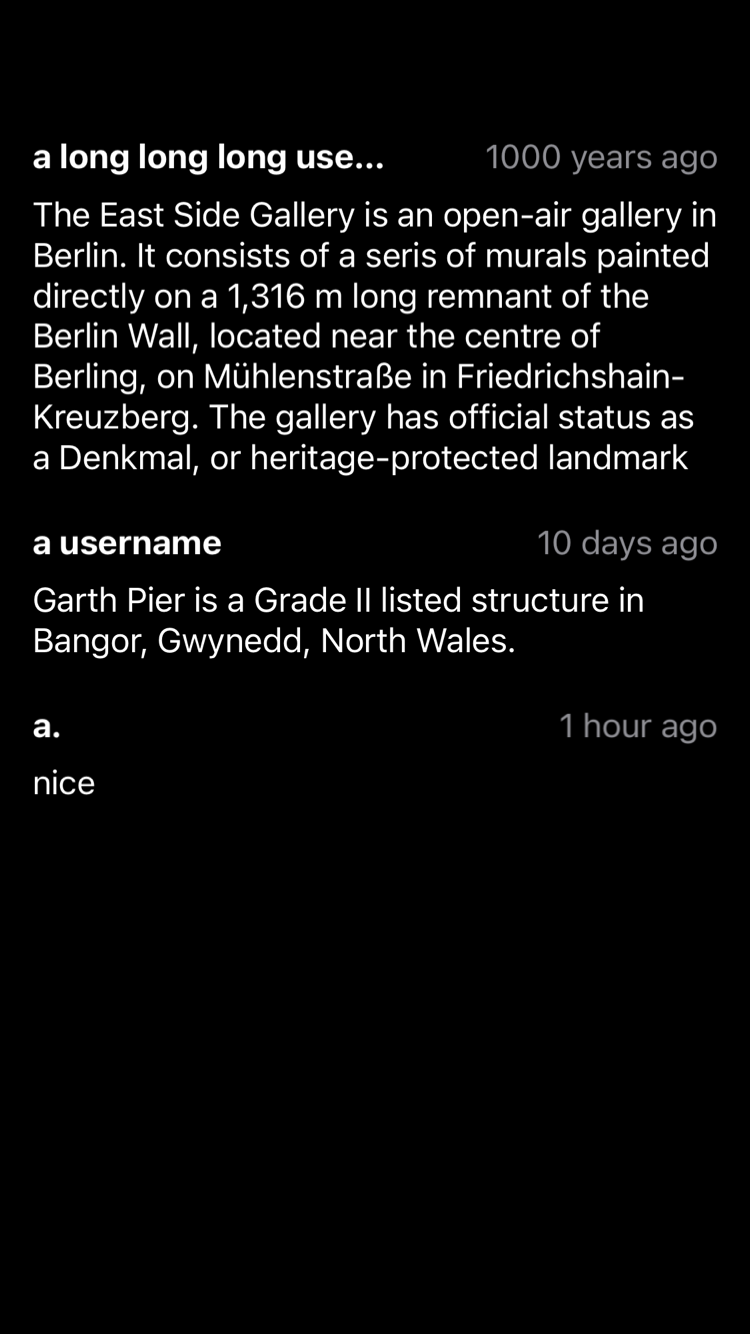 a long long long use...
1000 years ago
The East Side Gallery is an open-air gallery in
Berlin. It consists of a seris of murals painted
directly on a 1,316 m long remnant of the
Berlin Wall, located near the centre of
Berling, on Mühlenstraße in Friedrichshain-
Kreuzberg. The gallery has official status as
a Denkmal, or heritage-protected landmark
a username
10 days ago
Garth Pier is a Grade II listed structure in
Bangor, Gwynedd, North Wales.
a.
1 hour ago
nice